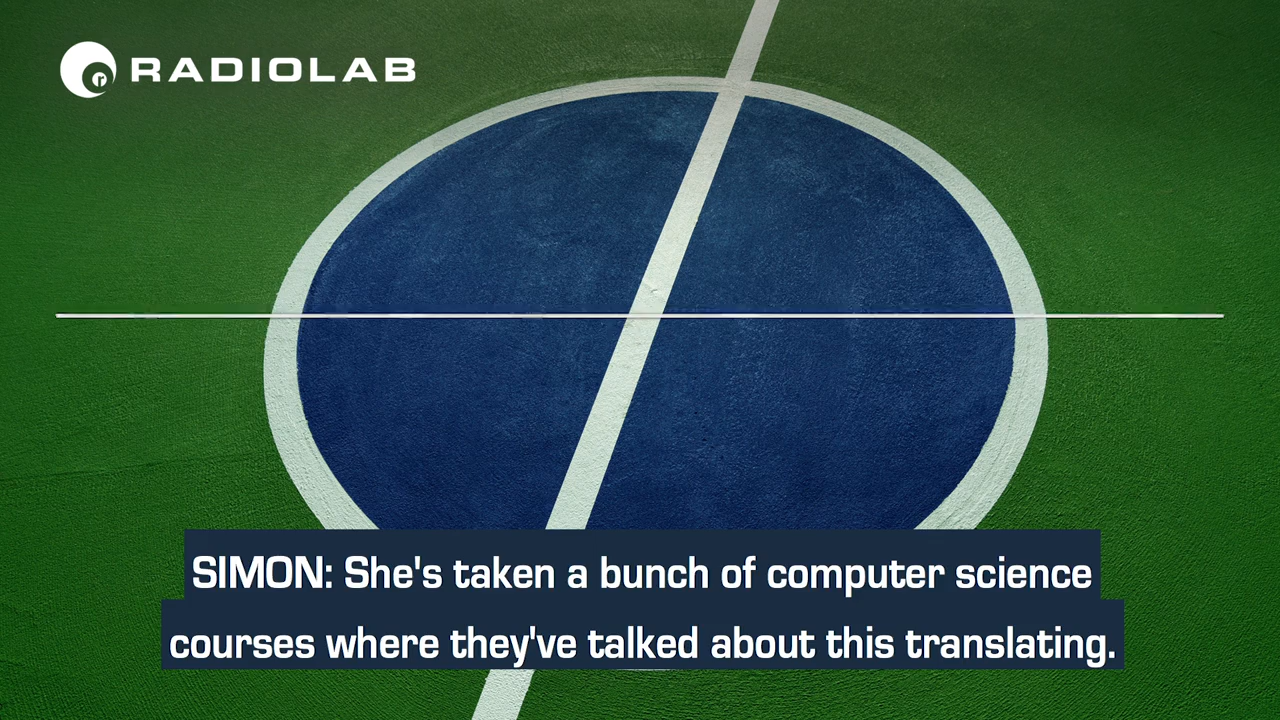 RADIOLAB
SIMON: She's taken a bunch of computer science
courses where they've talked about this translating.